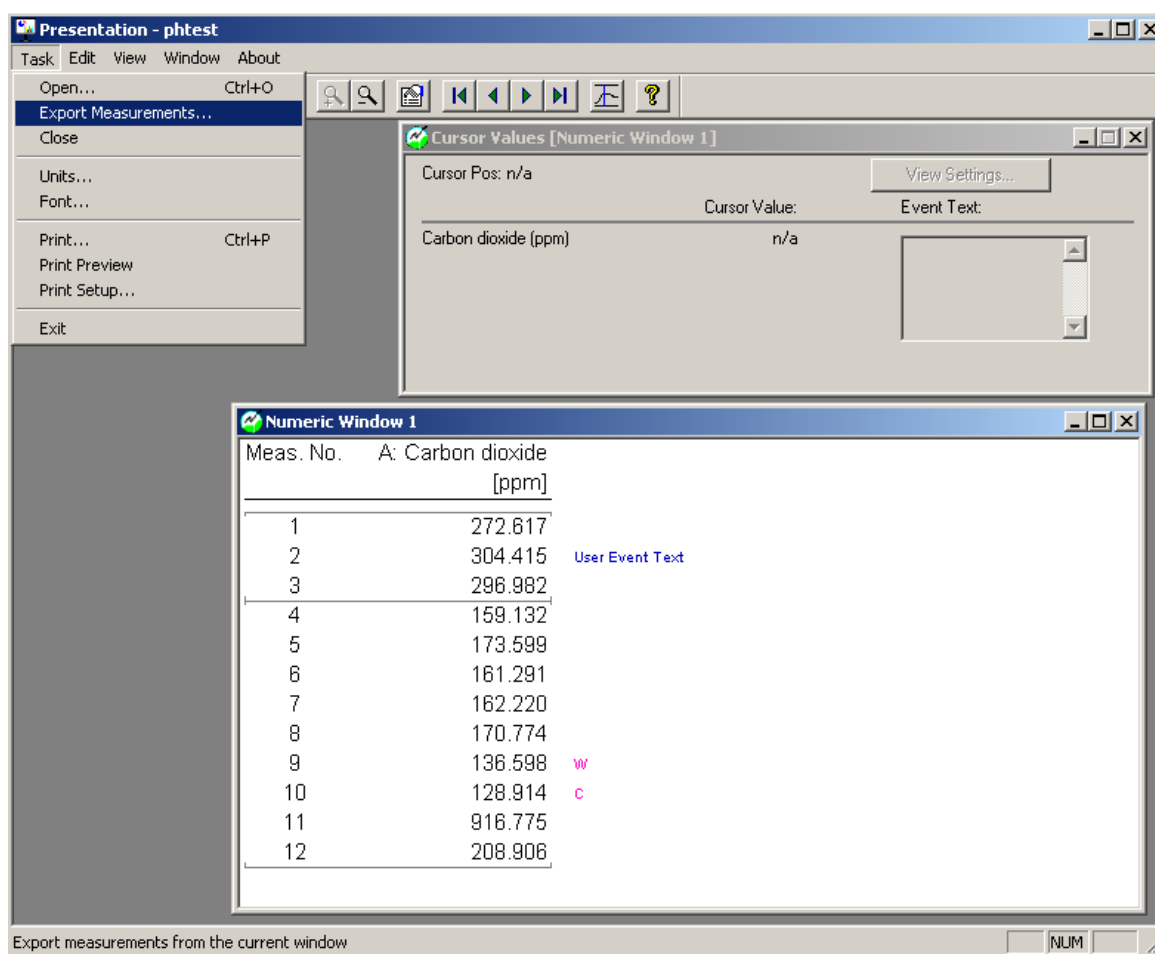 Presentation - phtest
Task Edit View Window About
Open... Ctrl+O
Export Measurements...
Close
Units...
Font...
Print... Ctrl+P
Print Preview
Print Setup...
Exit
Cursor Values [Numeric Window 1]
Cursor Pos: n/a View Settings...
Cursor Value: Event Text:
Carbon dioxide (ppm) n/a
Numeric Window 1
Meas. No. A: Carbon dioxide
[ppm]
1 272.617
2 304.415 User Event Text
3 296.982
4 159.132
5 173.599
6 161.291
7 162.220
8 170.774
9 136.598 w
10 128.914 c
11 916.775
12 208.906
Export measurements from the current window NUM